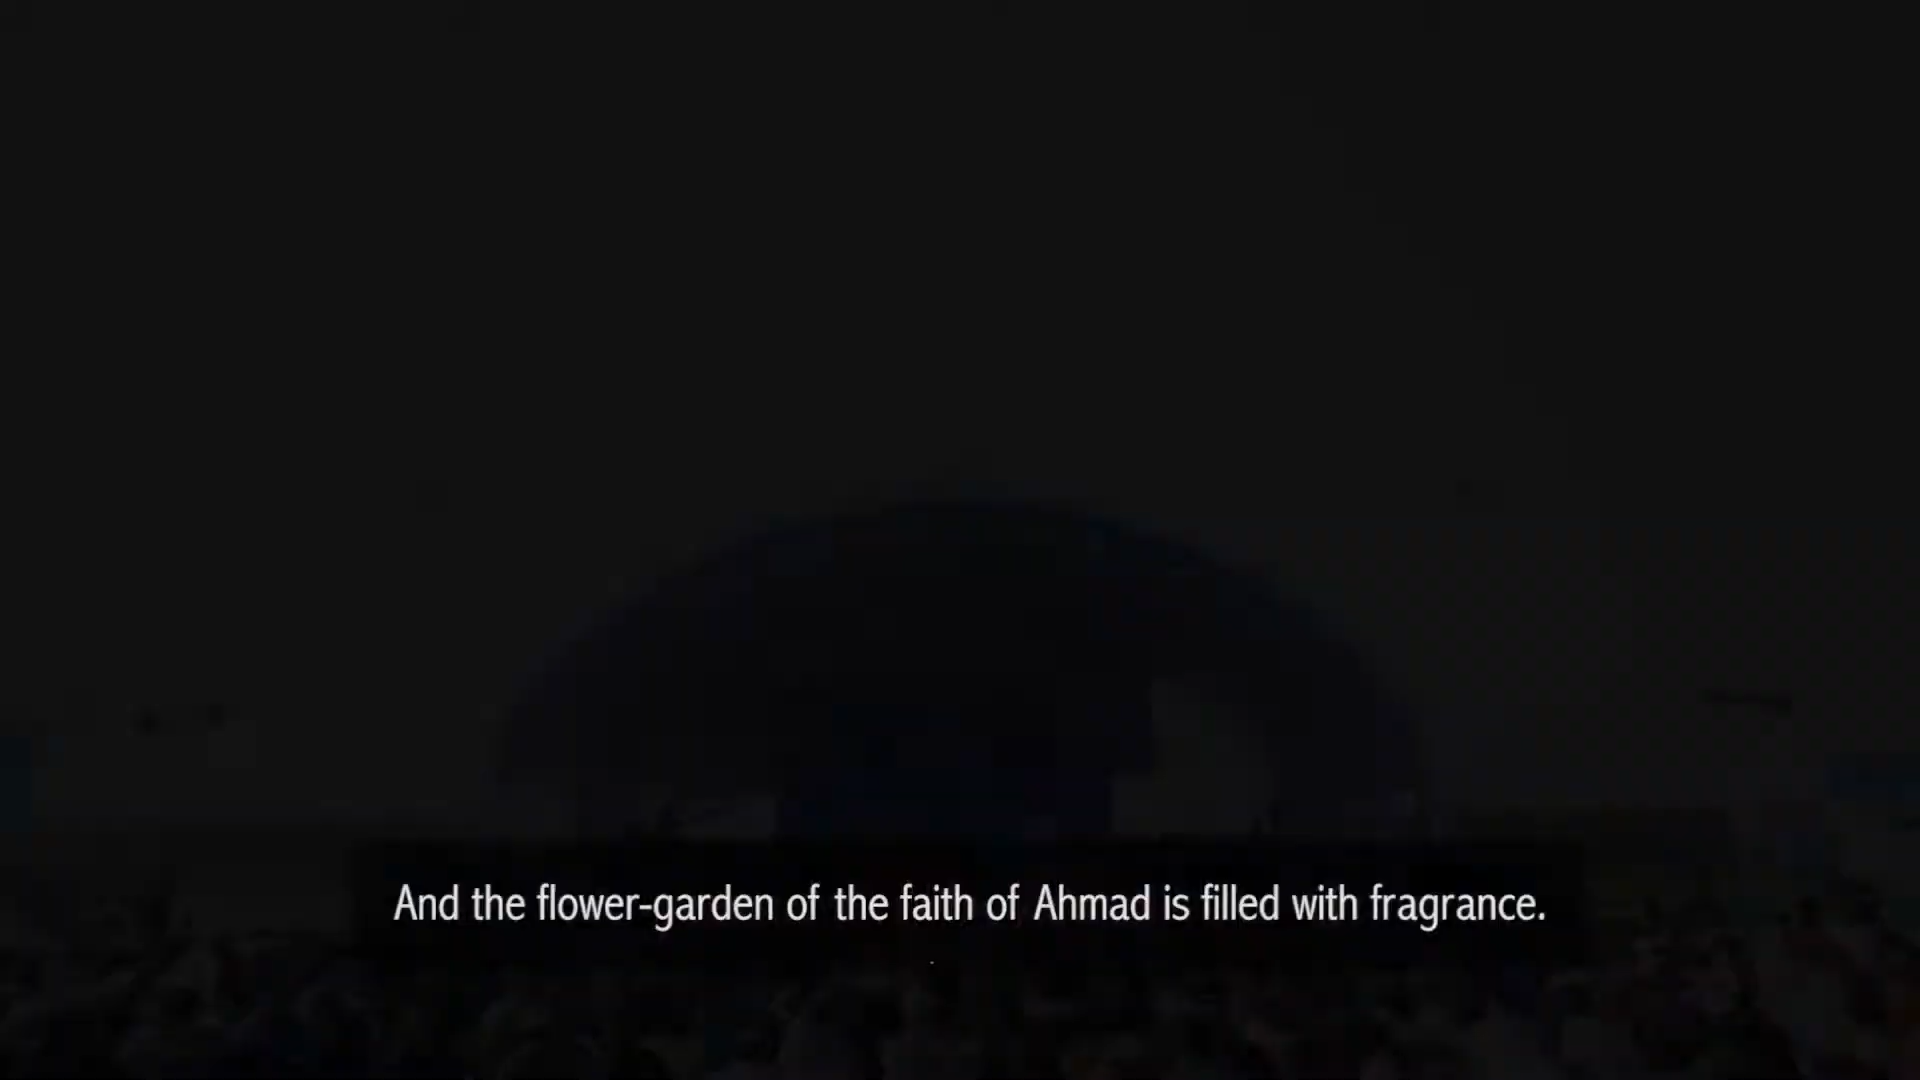 And the flower-garden of the faith of Ahmad is filled with fragrance.